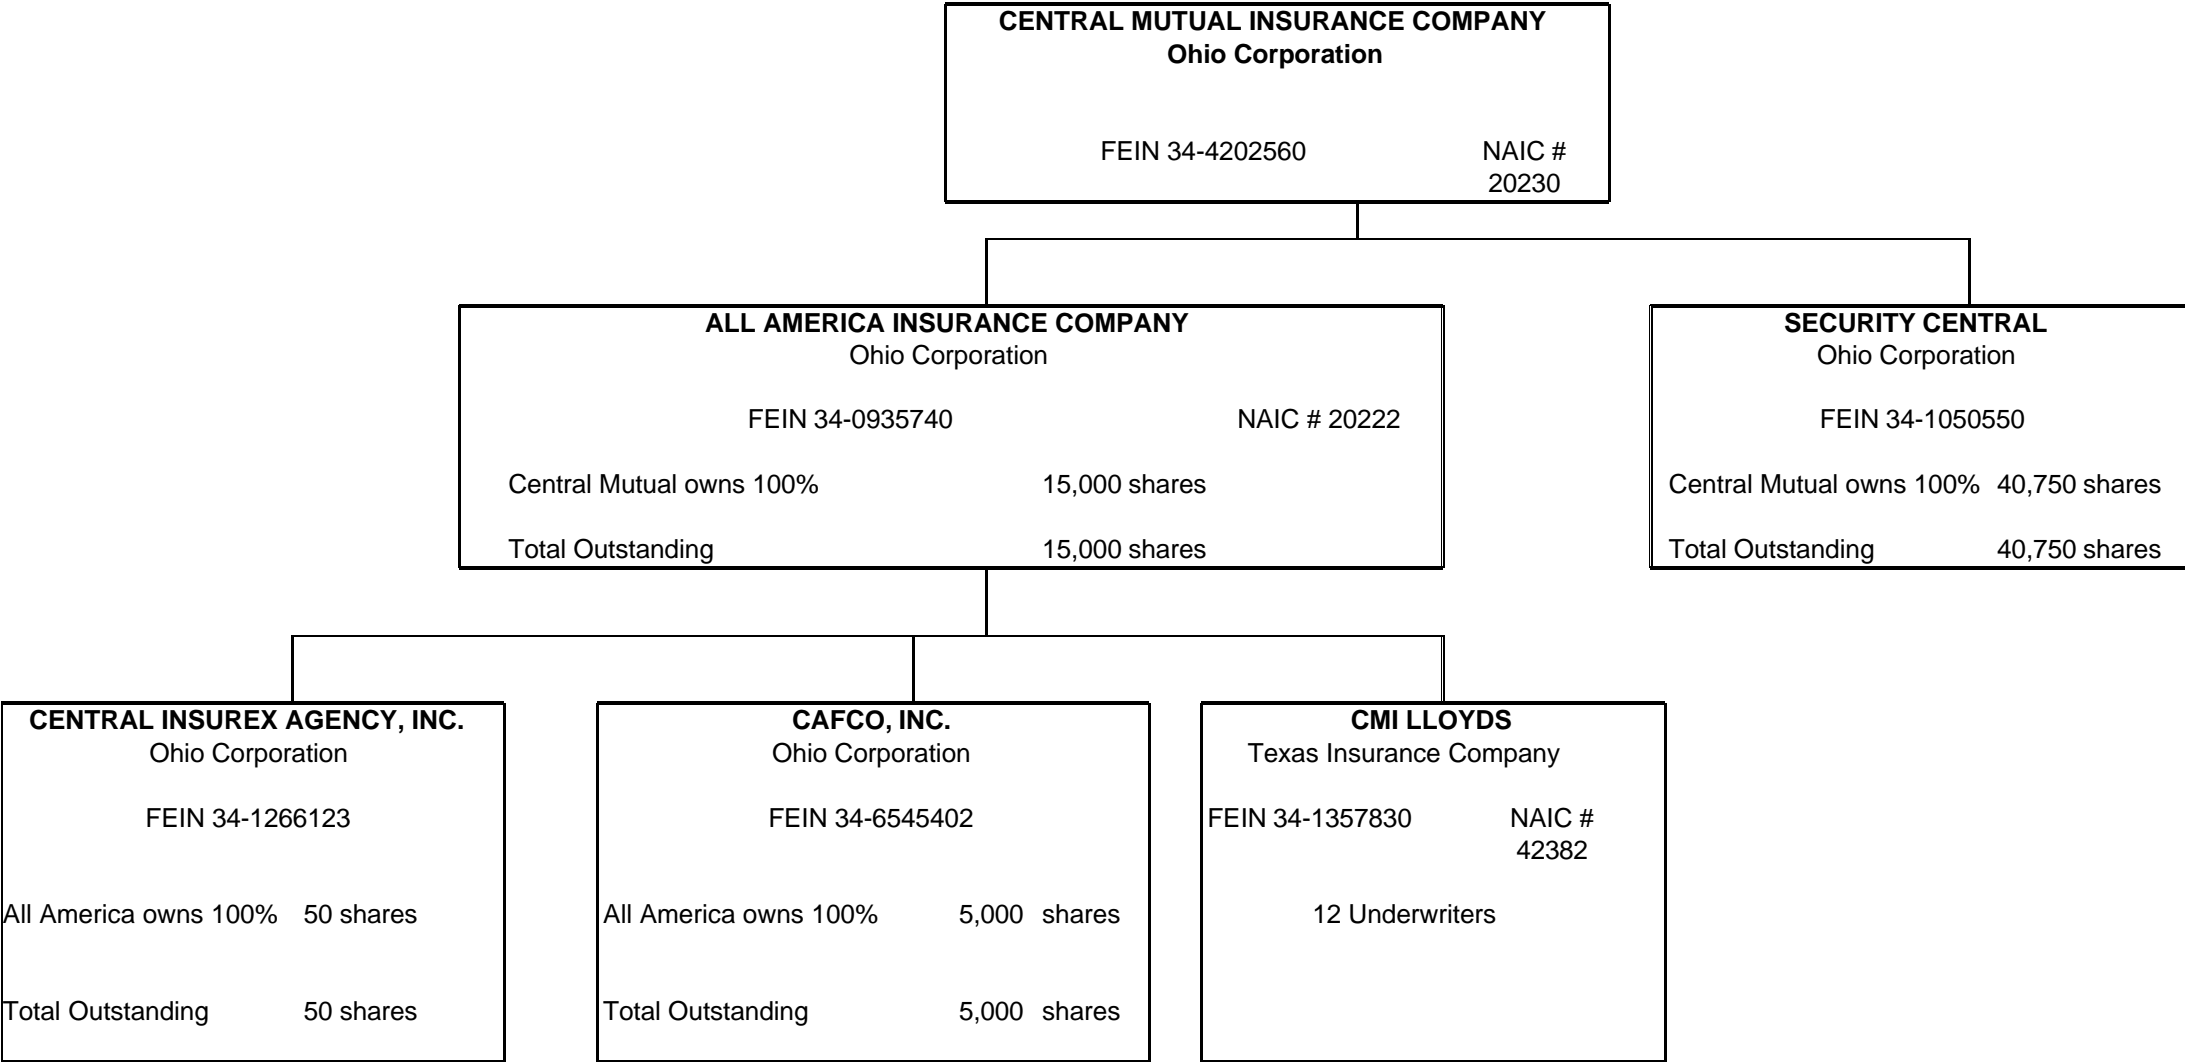 CENTRAL MUTUAL INSURANCE COMPANY
Ohio Corporation
FEIN 34-4202560 NAIC #
20230
ALL AMERICA INSURANCE COMPANY
Ohio Corporation
FEIN 34-0935740 NAIC # 20222
Central Mutual owns 100% 15,000 shares
Total Outstanding 15,000 shares
SECURITY CENTRAL
Ohio Corporation
FEIN 34-1050550
Central Mutual owns 100% 40,750 shares
Total Outstanding 40,750 shares
CENTRAL INSUREX AGENCY, INC.
Ohio Corporation
FEIN 34-1266123
All America owns 100% 50 shares
Total Outstanding 50 shares
CAFCO, INC.
Ohio Corporation
FEIN 34-6545402
All America owns 100% 5,000 shares
Total Outstanding 5,000 shares
CMI LLOYDS
Texas Insurance Company
FEIN 34-1357830 NAIC #
42382
12 Underwriters